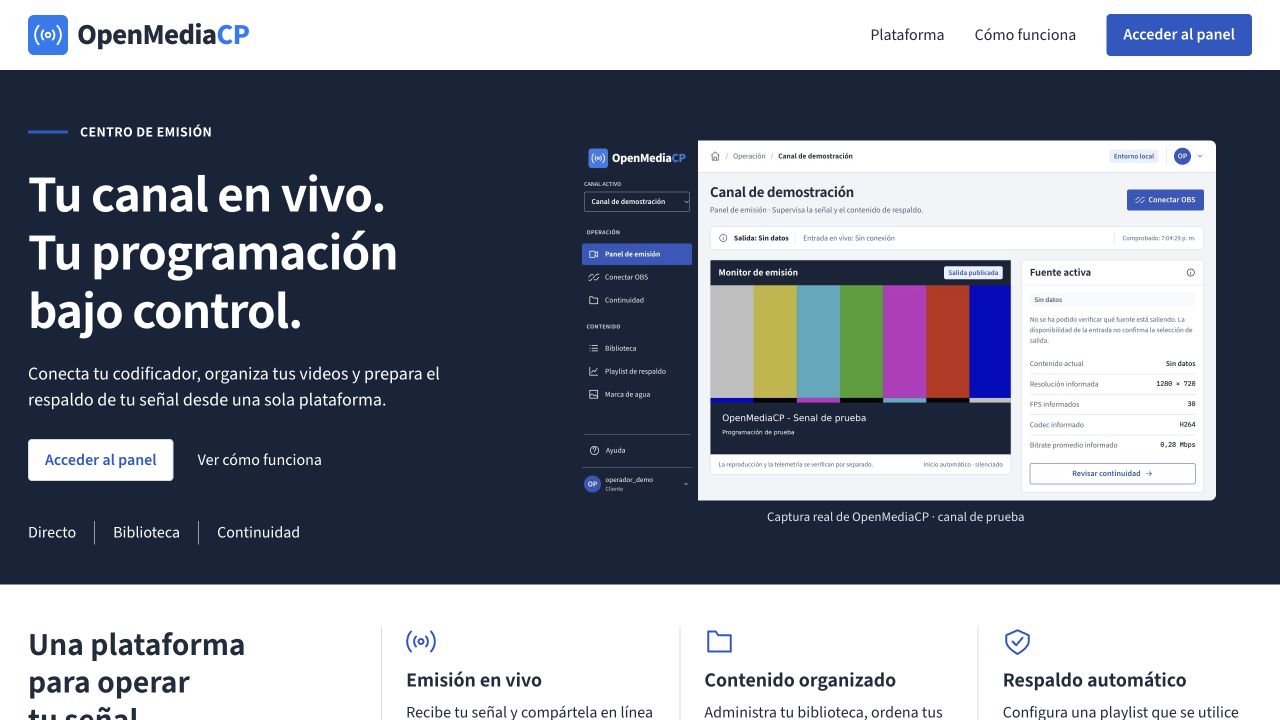 OpenMediaCP
Plataforma
Cómo funciona
Acceder al panel
CENTRO DE EMISIÓN
Tu canal en vivo.
Tu programación
bajo control.
Conecta tu codificador, organiza tus videos y prepara el
respaldo de tu señal desde una sola plataforma.
Acceder al panel
Ver cómo funciona
Directo
Biblioteca
Continuidad
OpenMediaCP
CANAL ACTIVO
Canal de demostración
OPERACIÓN
Panel de emisión
Conectar OBS
Continuidad
CONTENIDO
Biblioteca
Playlist de respaldo
Marca de agua
Ayuda
OP
operador_demo
Cliente
/ Operación / Canal de demostración
Entorno local
OP
Canal de demostración
Panel de emisión · Supervisa la señal y el contenido de respaldo.
Conectar OBS
Salida: Sin datos
Entrada en vivo: Sin conexión
Comprobado: 7:04:29 p. m.
Monitor de emisión
Salida publicada
OpenMediaCP - Senal de prueba
Programación de prueba
La reproducción y la telemetría se verifican por separado.
Inicio automático · silenciado
Fuente activa
Sin datos
No se ha podido verificar qué fuente está saliendo. La
disponibilidad de la entrada no confirma la selección de
salida.
Contenido actual Sin datos
Resolución informada 1280 × 720
FPS informados 30
Codec informado H264
Bitrate promedio informado 0,28 Mbps
Revisar continuidad →
Captura real de OpenMediaCP · canal de prueba
Una plataforma
para operar
tu señal
Emisión en vivo
Recibe tu señal y compártela en línea
Contenido organizado
Administra tu biblioteca, ordena tus
Respaldo automático
Configura una playlist que se utilice